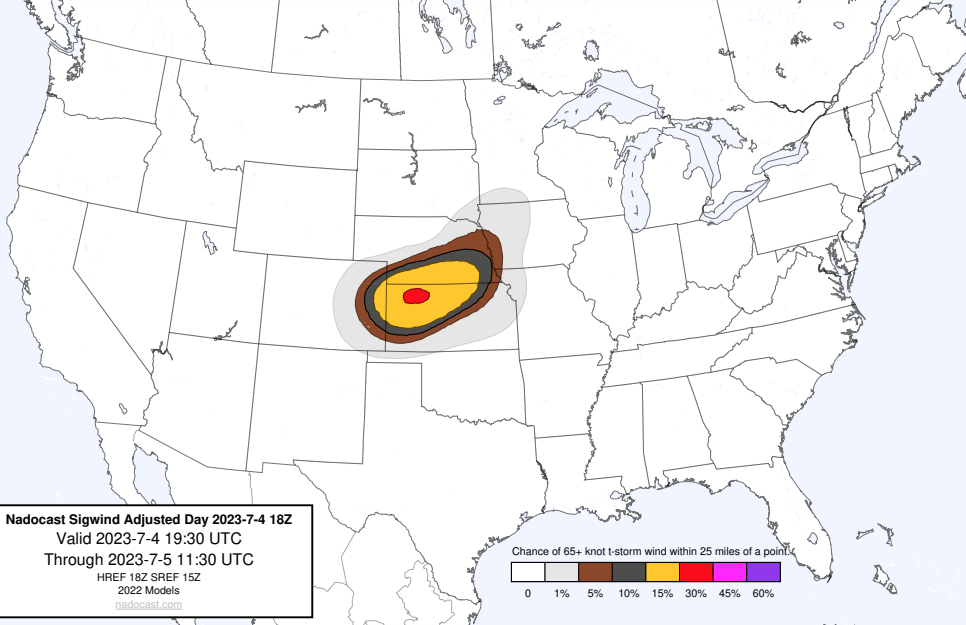 Nadocast Sigwind Adjusted Day 2023-7-4 18Z
Valid 2023-7-4 19:30 UTC
Through 2023-7-5 11:30 UTC
HREF 18Z SREF 15Z
2022 Models
nadocast.com
Chance of 65+ knot t-storm wind within 25 miles of a point.
0 1% 5% 10% 15% 30% 45% 60%